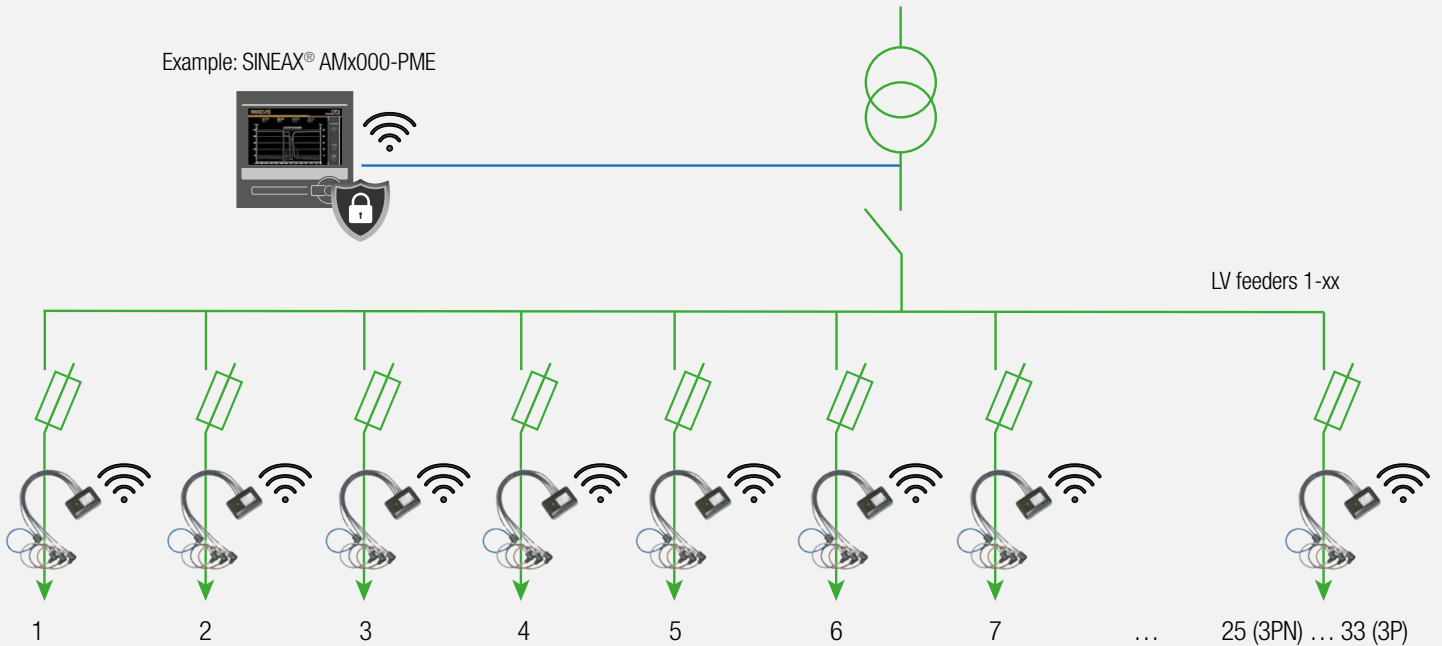 Example: SINEAX® AMx000-PME
LV feeders 1-xx
1 2 3 4 5 6 7 … 25 (3PN) … 33 (3P)